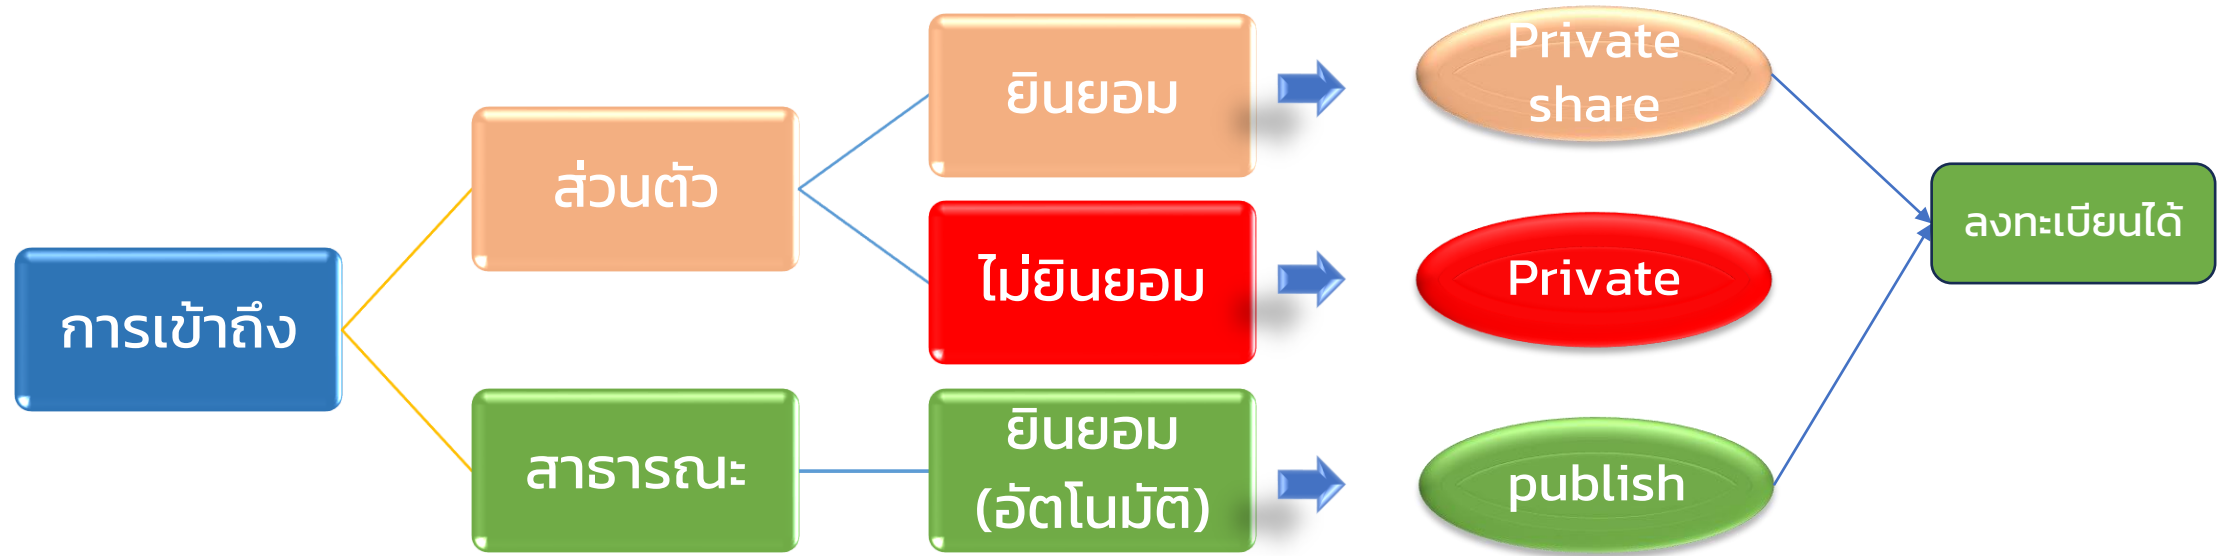 การเข้าถึง
ส่วนตัว
สาธารณะ
ยินยอม
ไม่ยินยอม
ยินยอม
(อัตโนมัติ)
Private
share
Private
publish
ลงทะเบียนได้